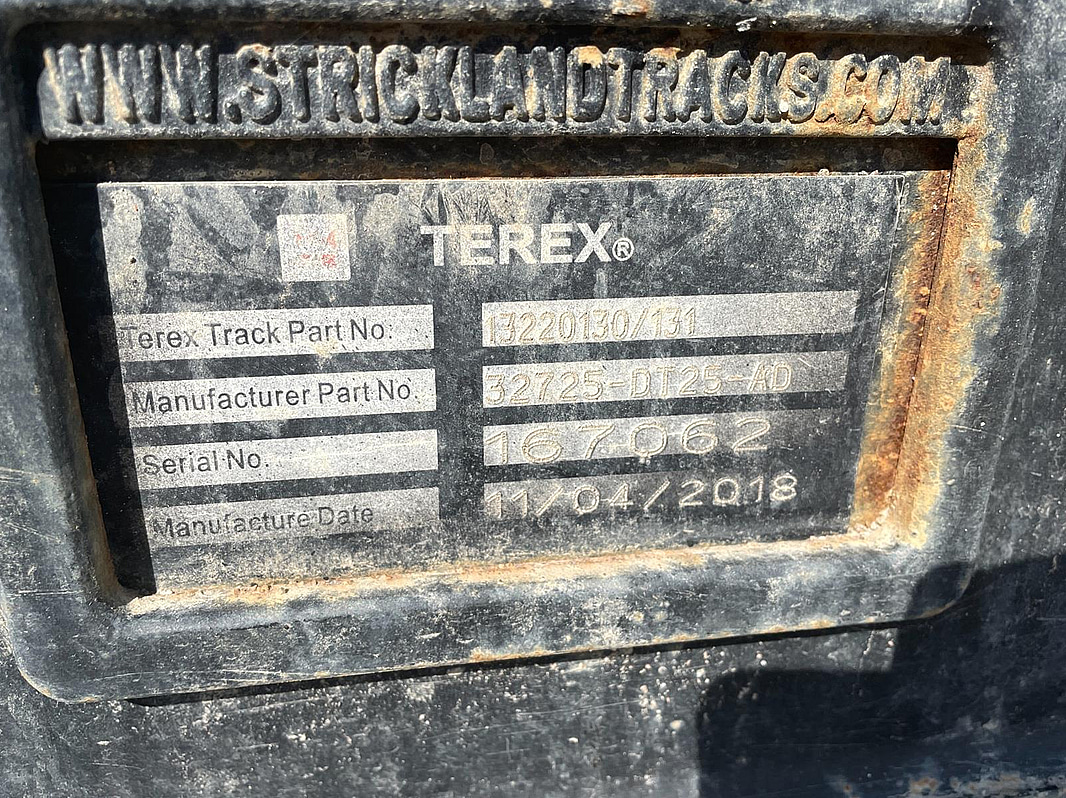 WWW.STRICKLANDTRACKS.COM
TEREX®
Terex Track Part No: 13220130/131
Manufacturer Part No. 32725-DT25-AD
Serial No. 167062
Manufacture Date 11/04/2018